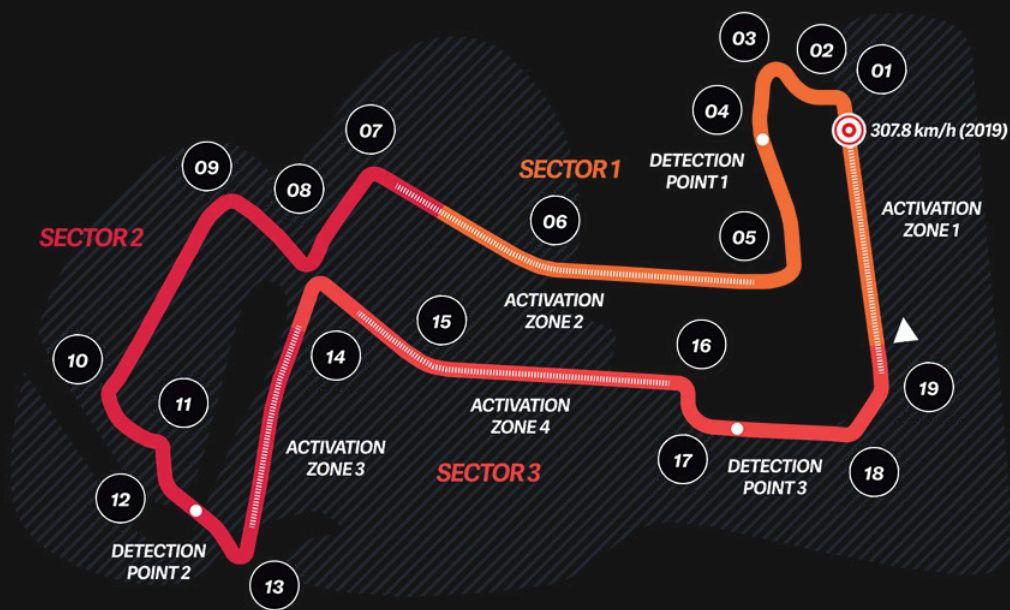 03
02
01
04
307.8 km/h (2019)
07
SECTOR 1
DETECTION
POINT 1
09
08
06
05
ACTIVATION
ZONE 1
SECTOR 2
ACTIVATION
ZONE 2
15
10
14
16
19
11
ACTIVATION
ZONE 4
ACTIVATION
ZONE 3
SECTOR 3
17
DETECTION
POINT 3
18
12
DETECTION
POINT 2
13